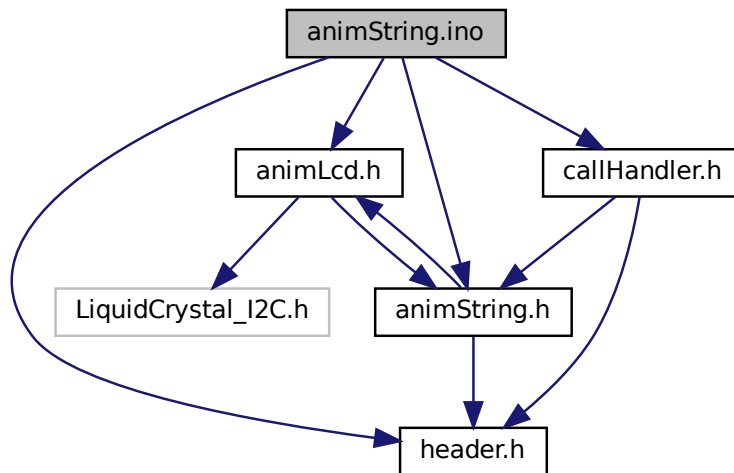 animString.ino
animLcd.h
callHandler.h
LiquidCrystal_I2C.h
animString.h
header.h